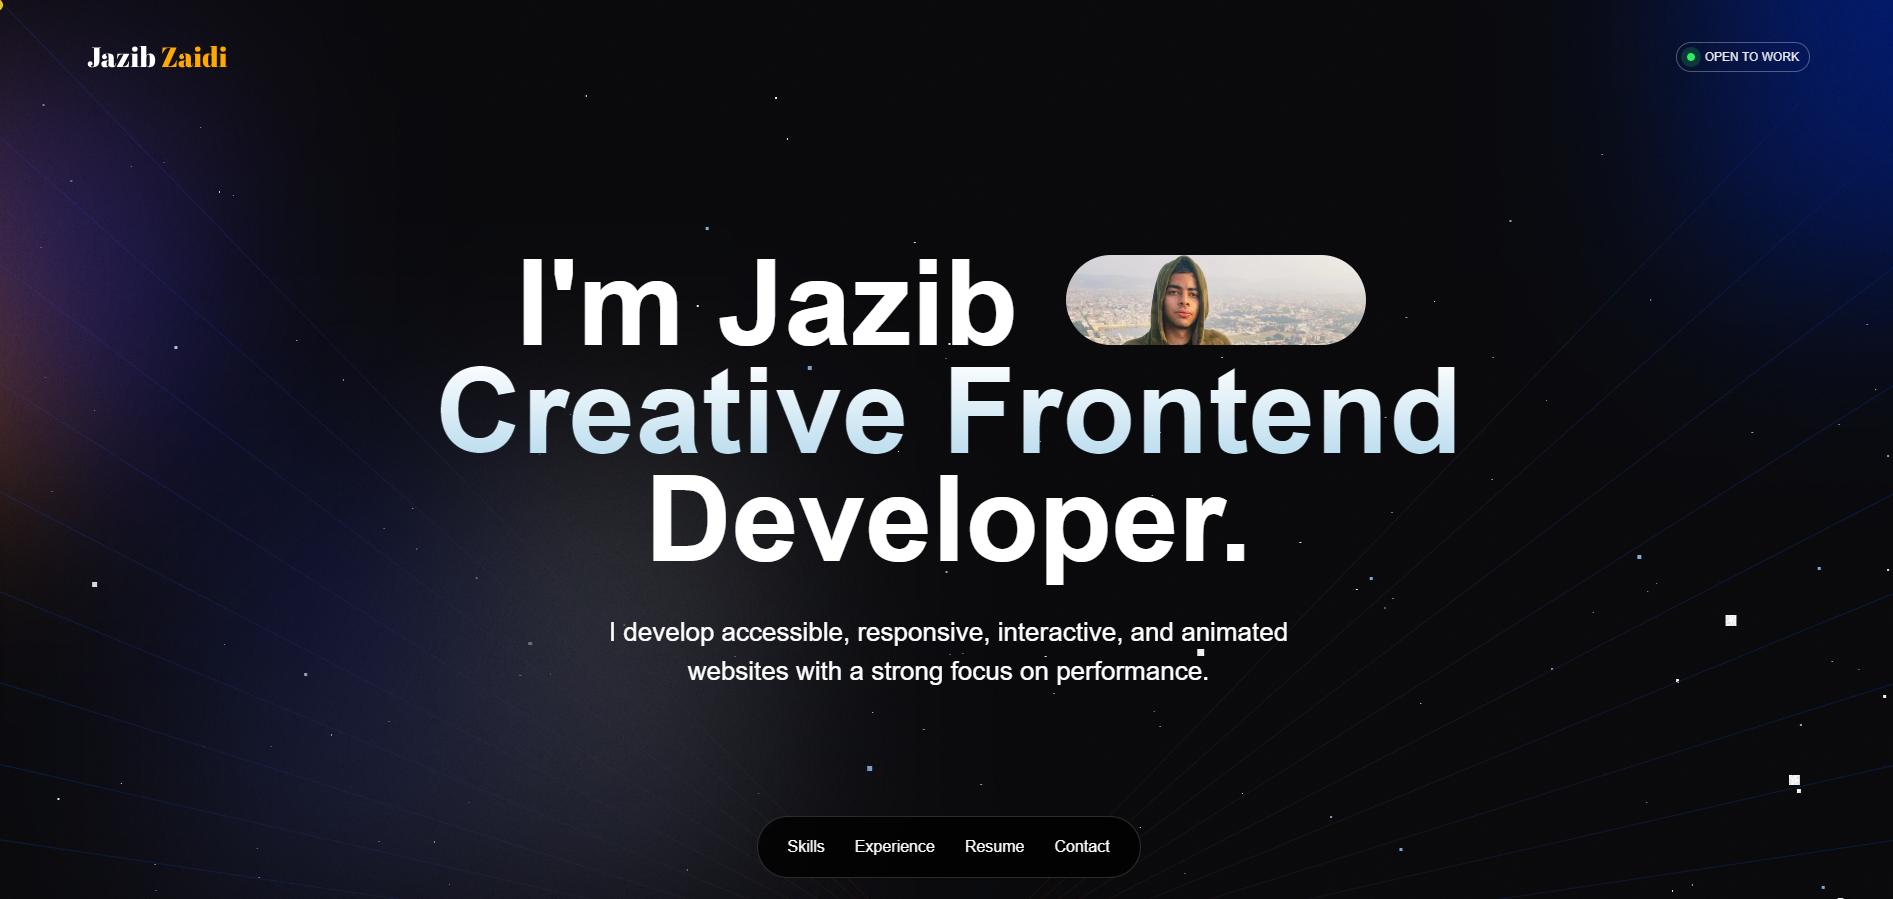 Jazib Zaidi
OPEN TO WORK
I'm Jazib
Creative Frontend
Developer.
I develop accessible, responsive, interactive, and animated
websites with a strong focus on performance.
Skills Experience Resume Contact